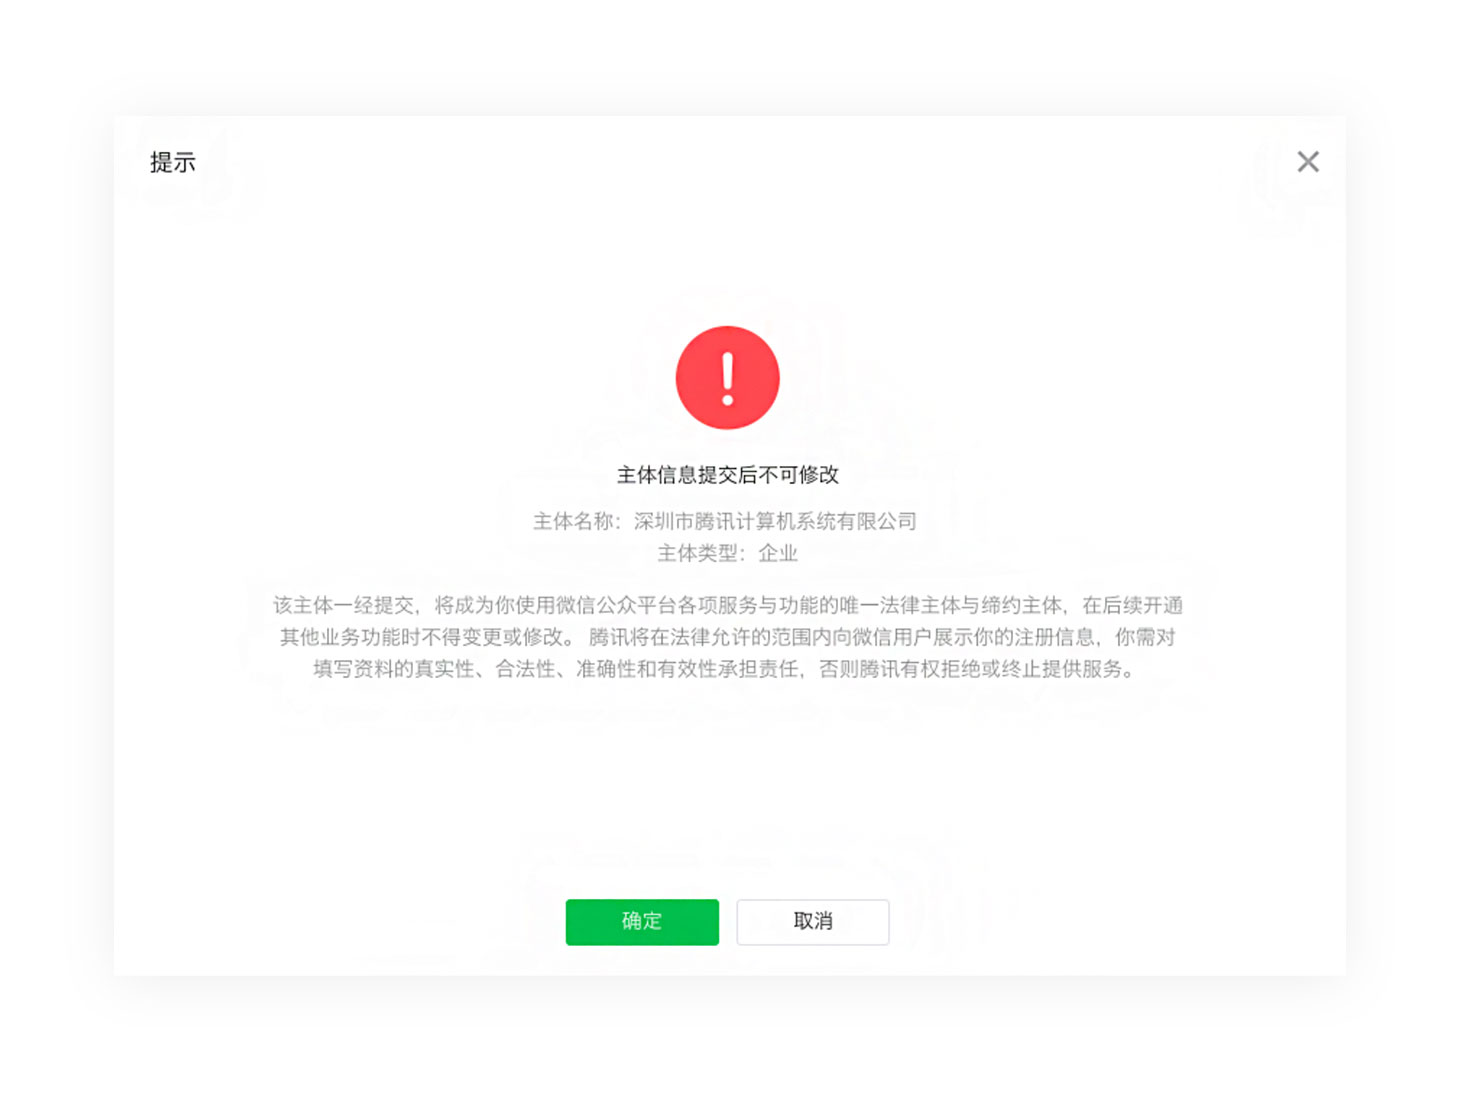 提示
主体信息提交后不可修改
主体名称：深圳市腾讯计算机系统有限公司
主体类型：企业
该主体一经提交，将成为你使用微信公众平台各项服务与功能的唯一法律主体与缔约主体，在后续开通
其他业务功能时不得变更或修改。 腾讯将在法律允许的范围内向微信用户展示你的注册信息，你需对
填写资料的真实性、合法性、准确性和有效性承担责任，否则腾讯有权拒绝或终止提供服务。
确定 取消